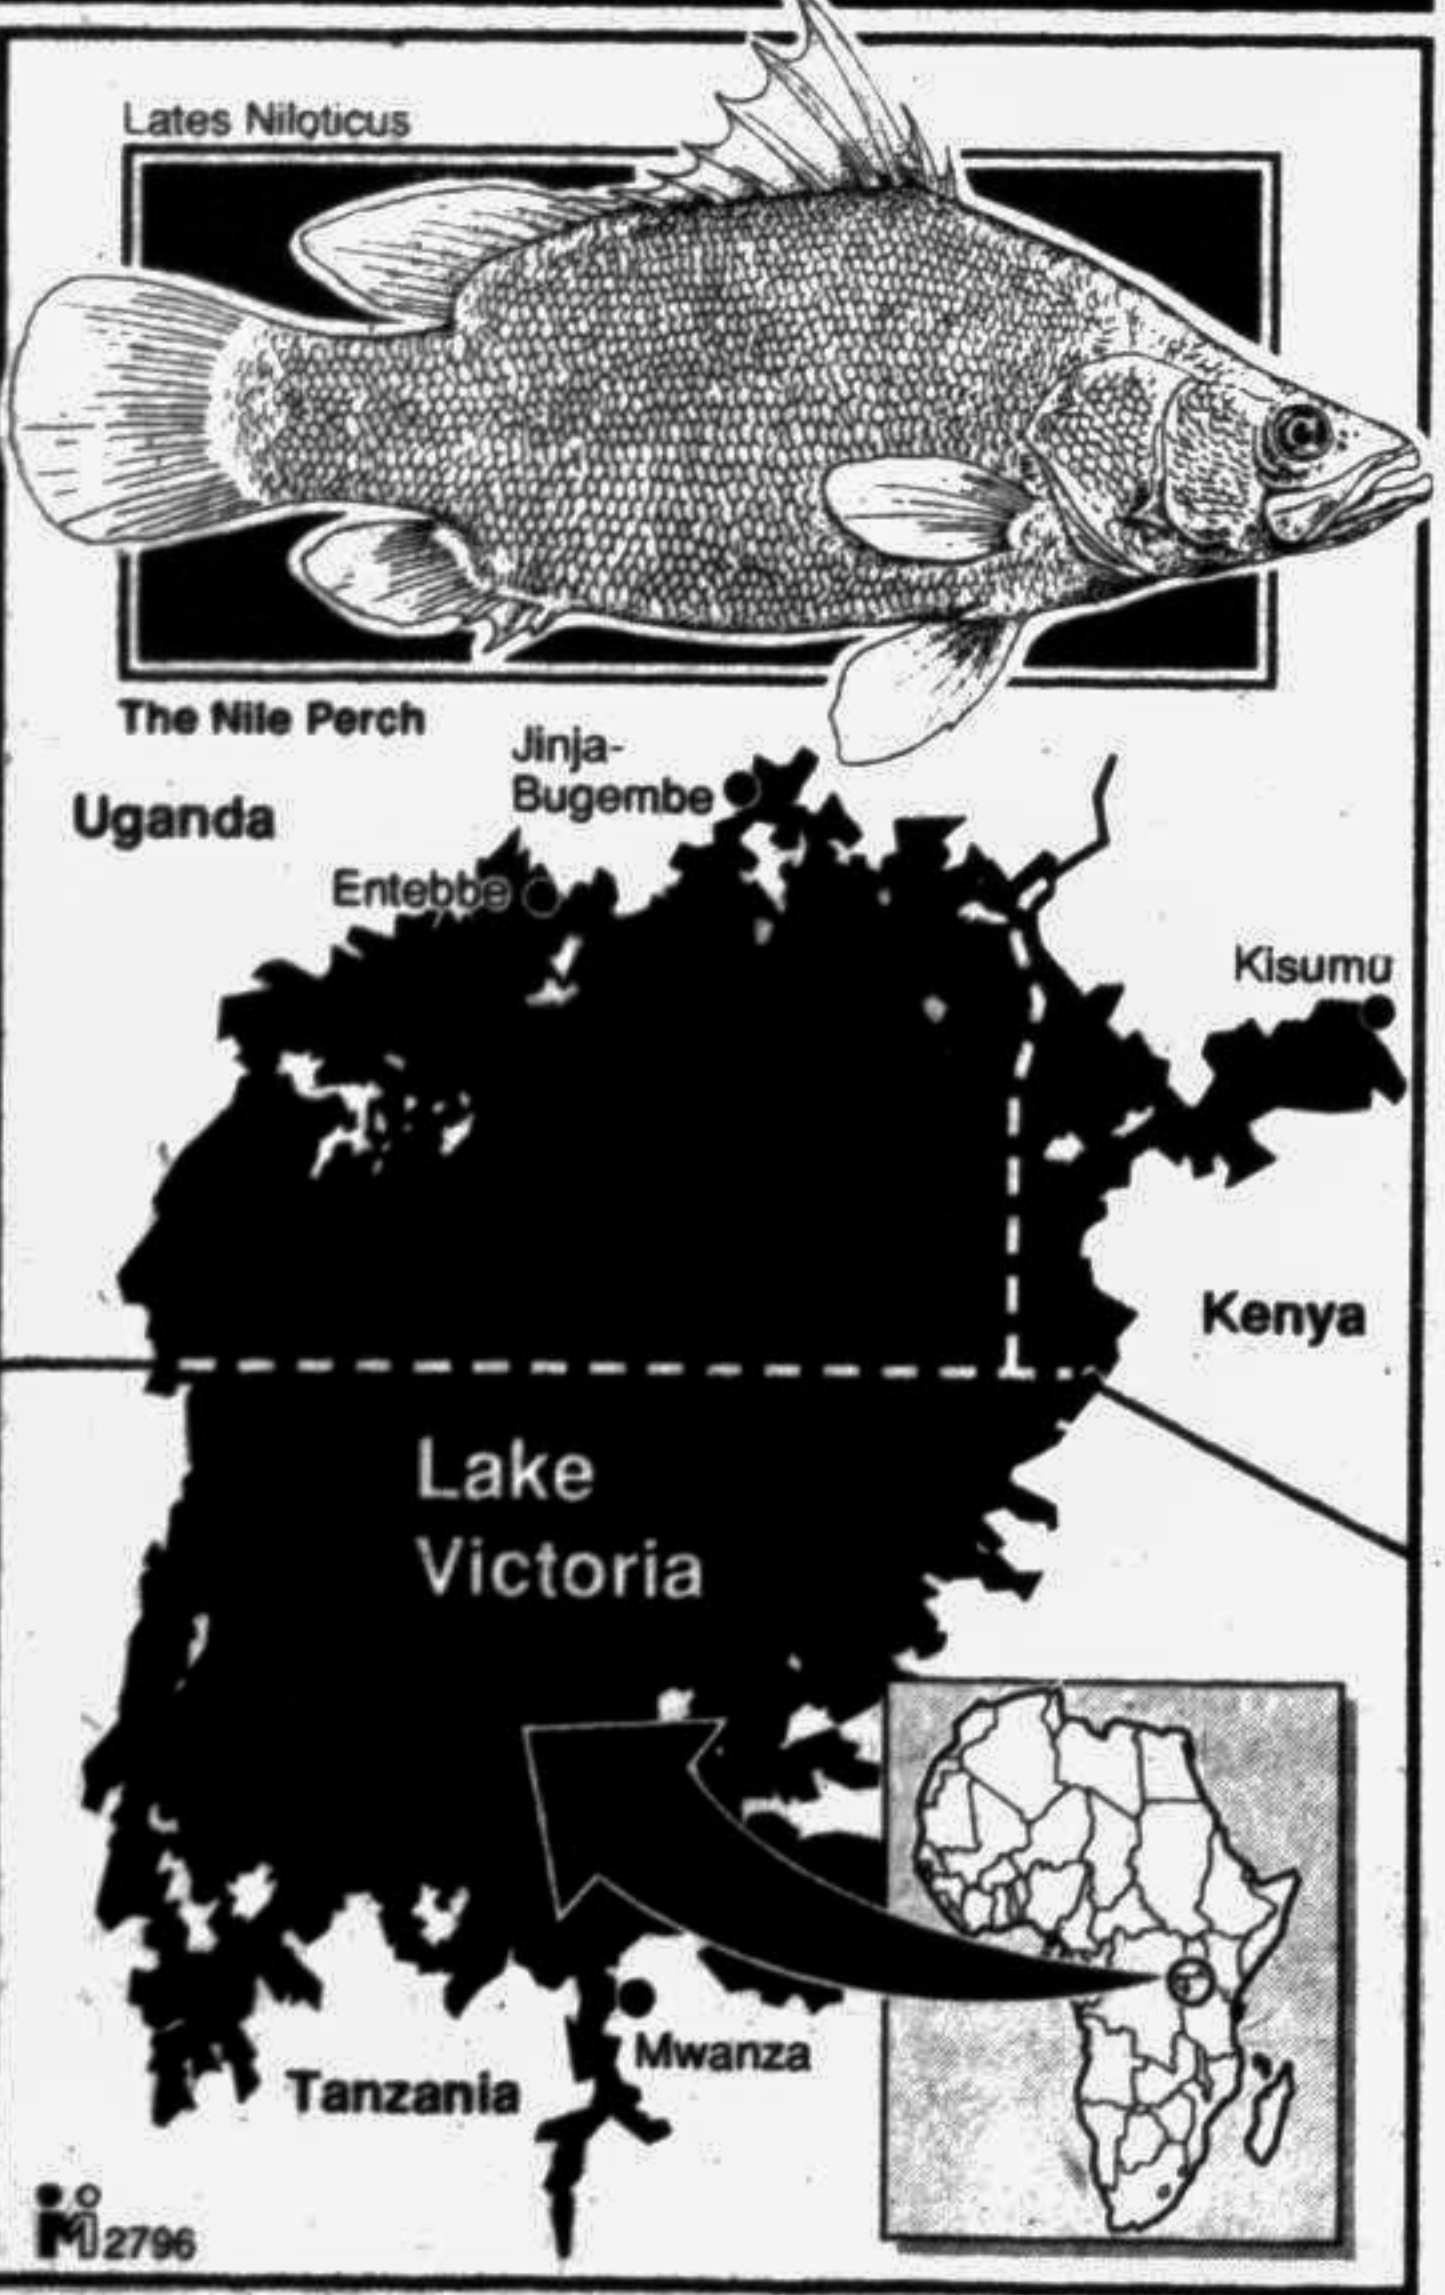 Lates Niloticus
The Nile Perch
Jinja-
Bugembe
Uganda
Entebbe
Kisumu
Kenya
Lake
Victoria
Mwanza
Tanzania
2796